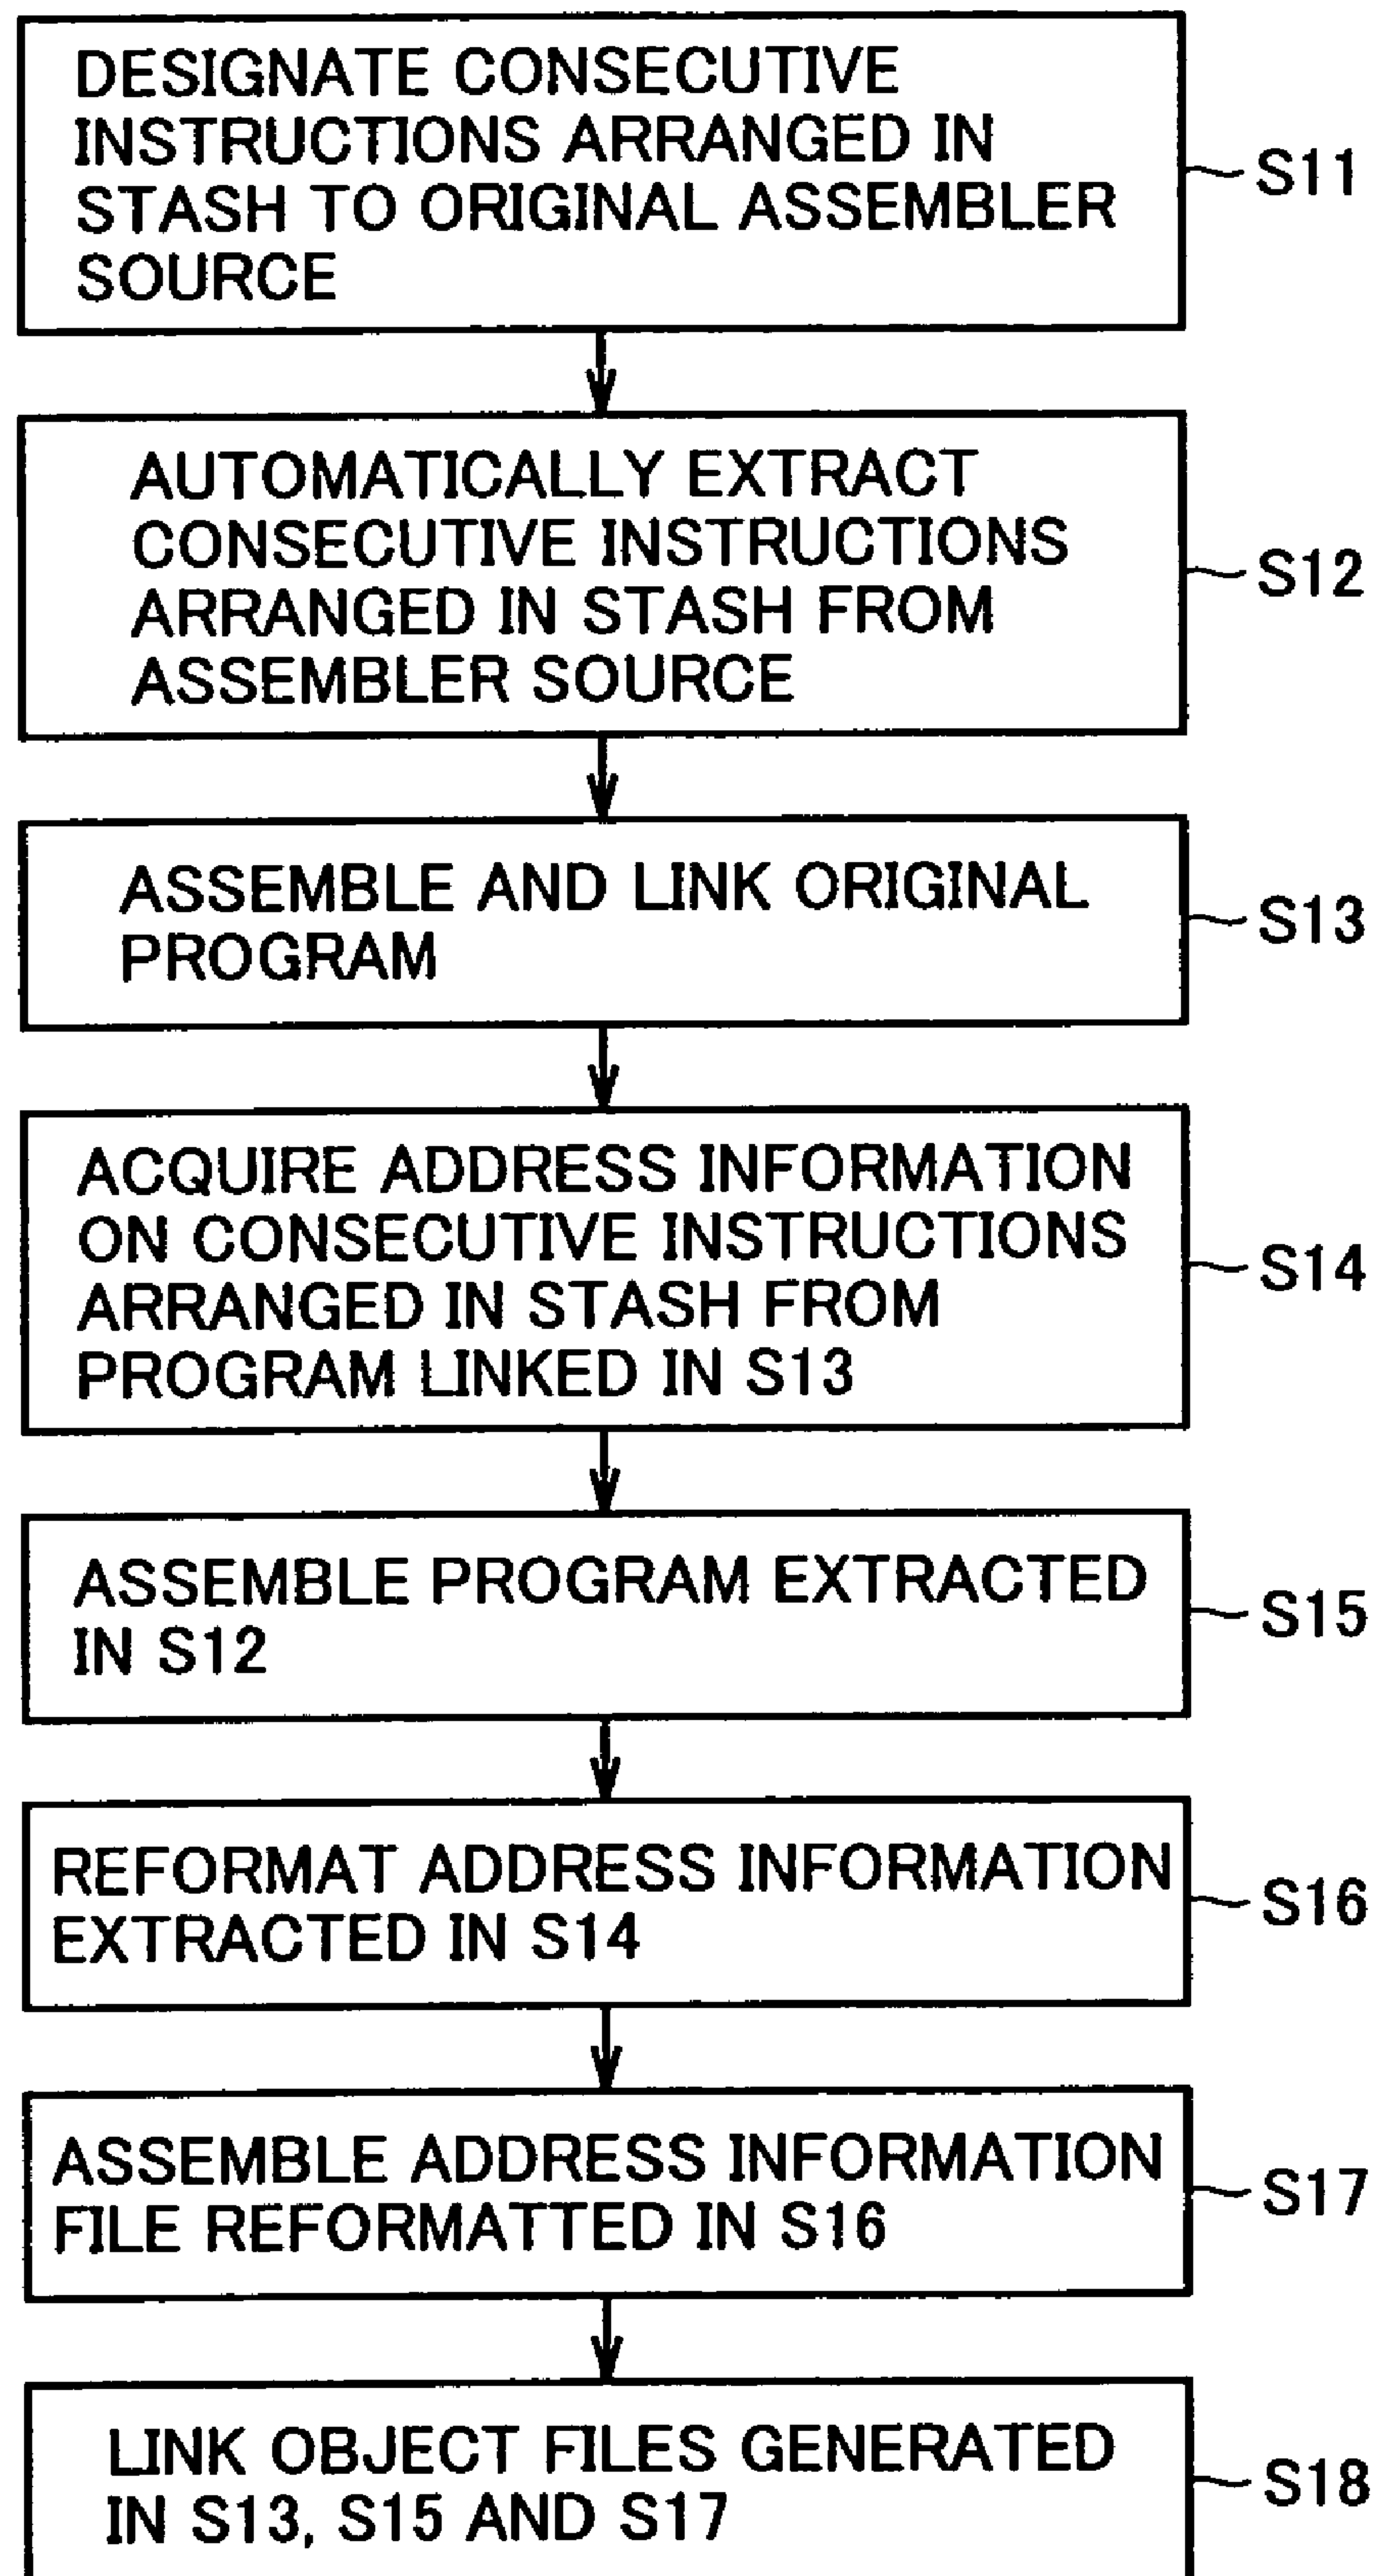 DESIGNATE CONSECUTIVE
INSTRUCTIONS ARRANGED IN
STASH TO ORIGINAL ASSEMBLER
SOURCE
S11
AUTOMATICALLY EXTRACT
CONSECUTIVE INSTRUCTIONS
ARRANGED IN STASH FROM
ASSEMBLER SOURCE
S12
ASSEMBLE AND LINK ORIGINAL
PROGRAM
S13
ACQUIRE ADDRESS INFORMATION
ON CONSECUTIVE INSTRUCTIONS
ARRANGED IN STASH FROM
PROGRAM LINKED IN S13
S14
ASSEMBLE PROGRAM EXTRACTED
IN S12
S15
REFORMAT ADDRESS INFORMATION
EXTRACTED IN S14
S16
ASSEMBLE ADDRESS INFORMATION
FILE REFORMATTED IN S16
S17
LINK OBJECT FILES GENERATED
IN S13, S15 AND S17
S18